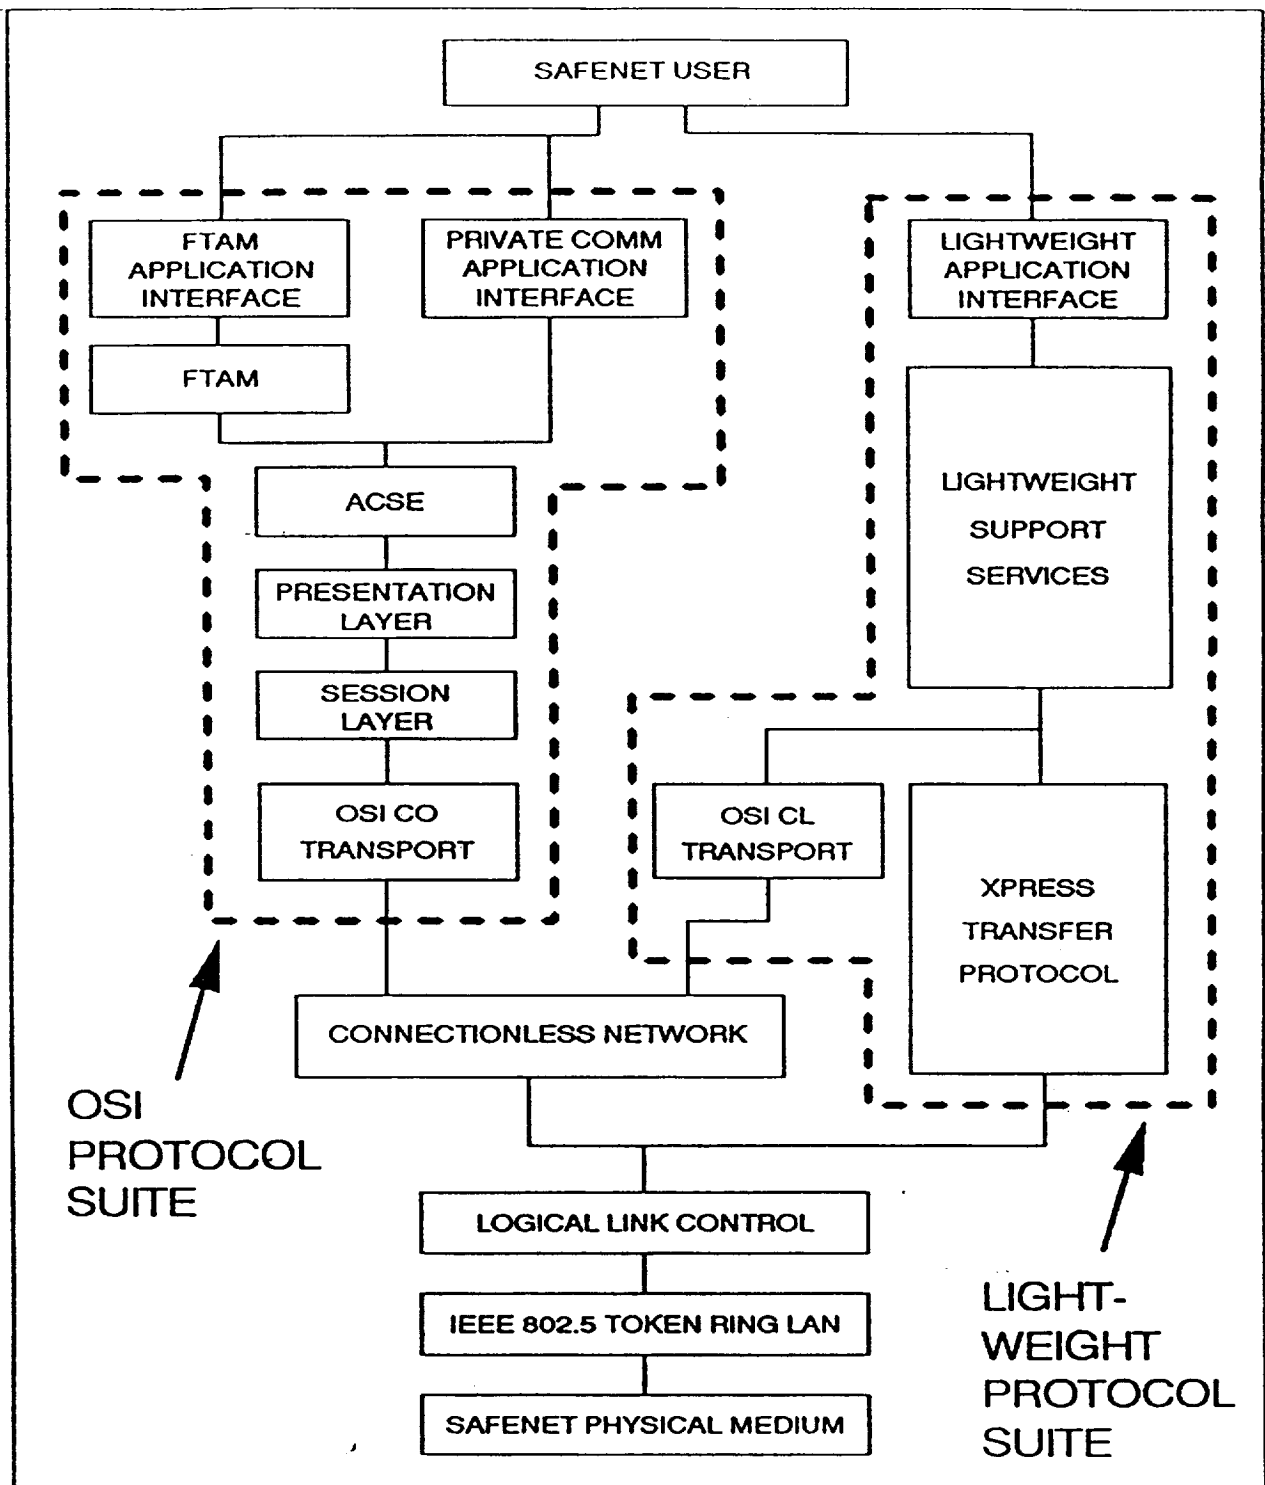 SAFENET USER
FTAM
APPLICATION
INTERFACE
PRIVATE COMM
APPLICATION
INTERFACE
LIGHTWEIGHT
APPLICATION
INTERFACE
FTAM
ACSE
PRESENTATION
LAYER
SESSION
LAYER
OSI CO
TRANSPORT
LIGHTWEIGHT
SUPPORT
SERVICES
OSI CL
TRANSPORT
XPRESS
TRANSFER
PROTOCOL
CONNECTIONLESS NETWORK
OSI
PROTOCOL
SUITE
LOGICAL LINK CONTROL
IEEE 802.5 TOKEN RING LAN
SAFENET PHYSICAL MEDIUM
LIGHT-
WEIGHT
PROTOCOL
SUITE